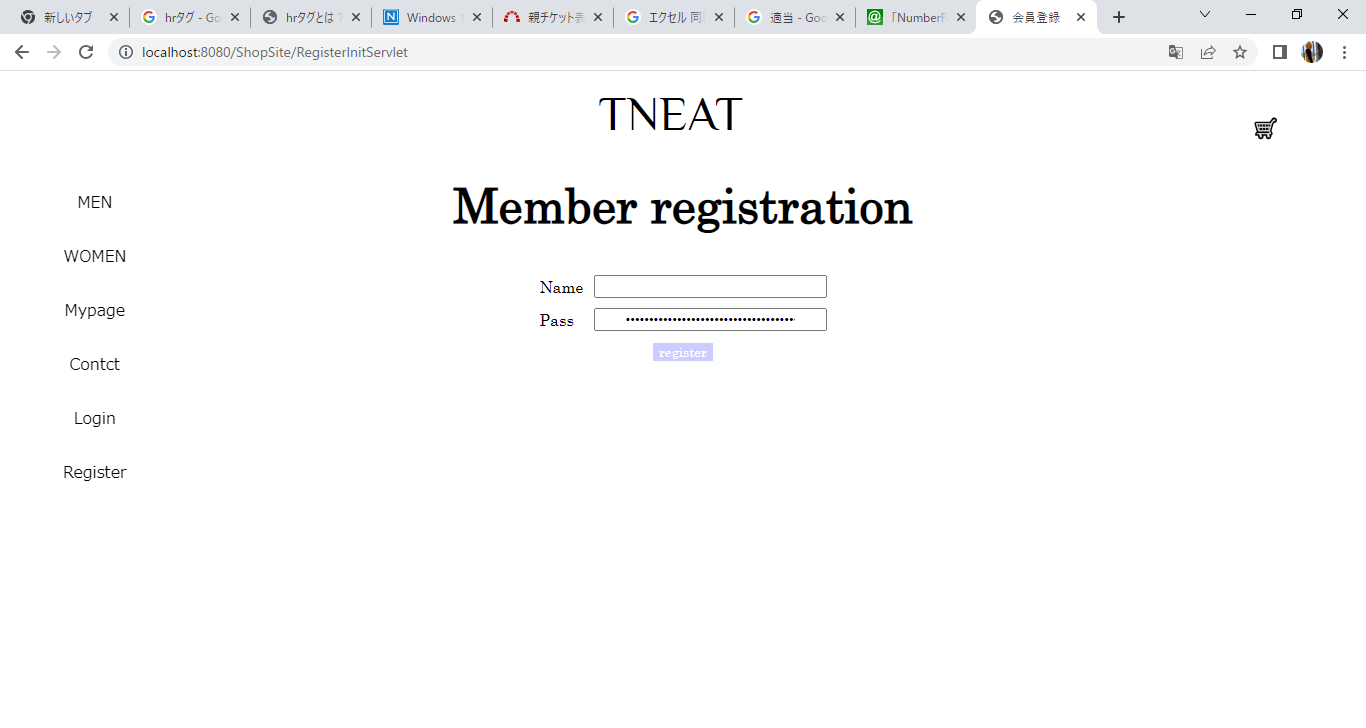 新しいタブ
hrタグ - Go
hrタグとは?
Windows 1
親チケット表
エクセル 同じ
適当 - Goo
「NumberF
会員登録
localhost:8080/ShopSite/RegisterInitServlet
TNEAT
MEN
WOMEN
Mypage
Contct
Login
Register
Member registration
Name
Pass
register